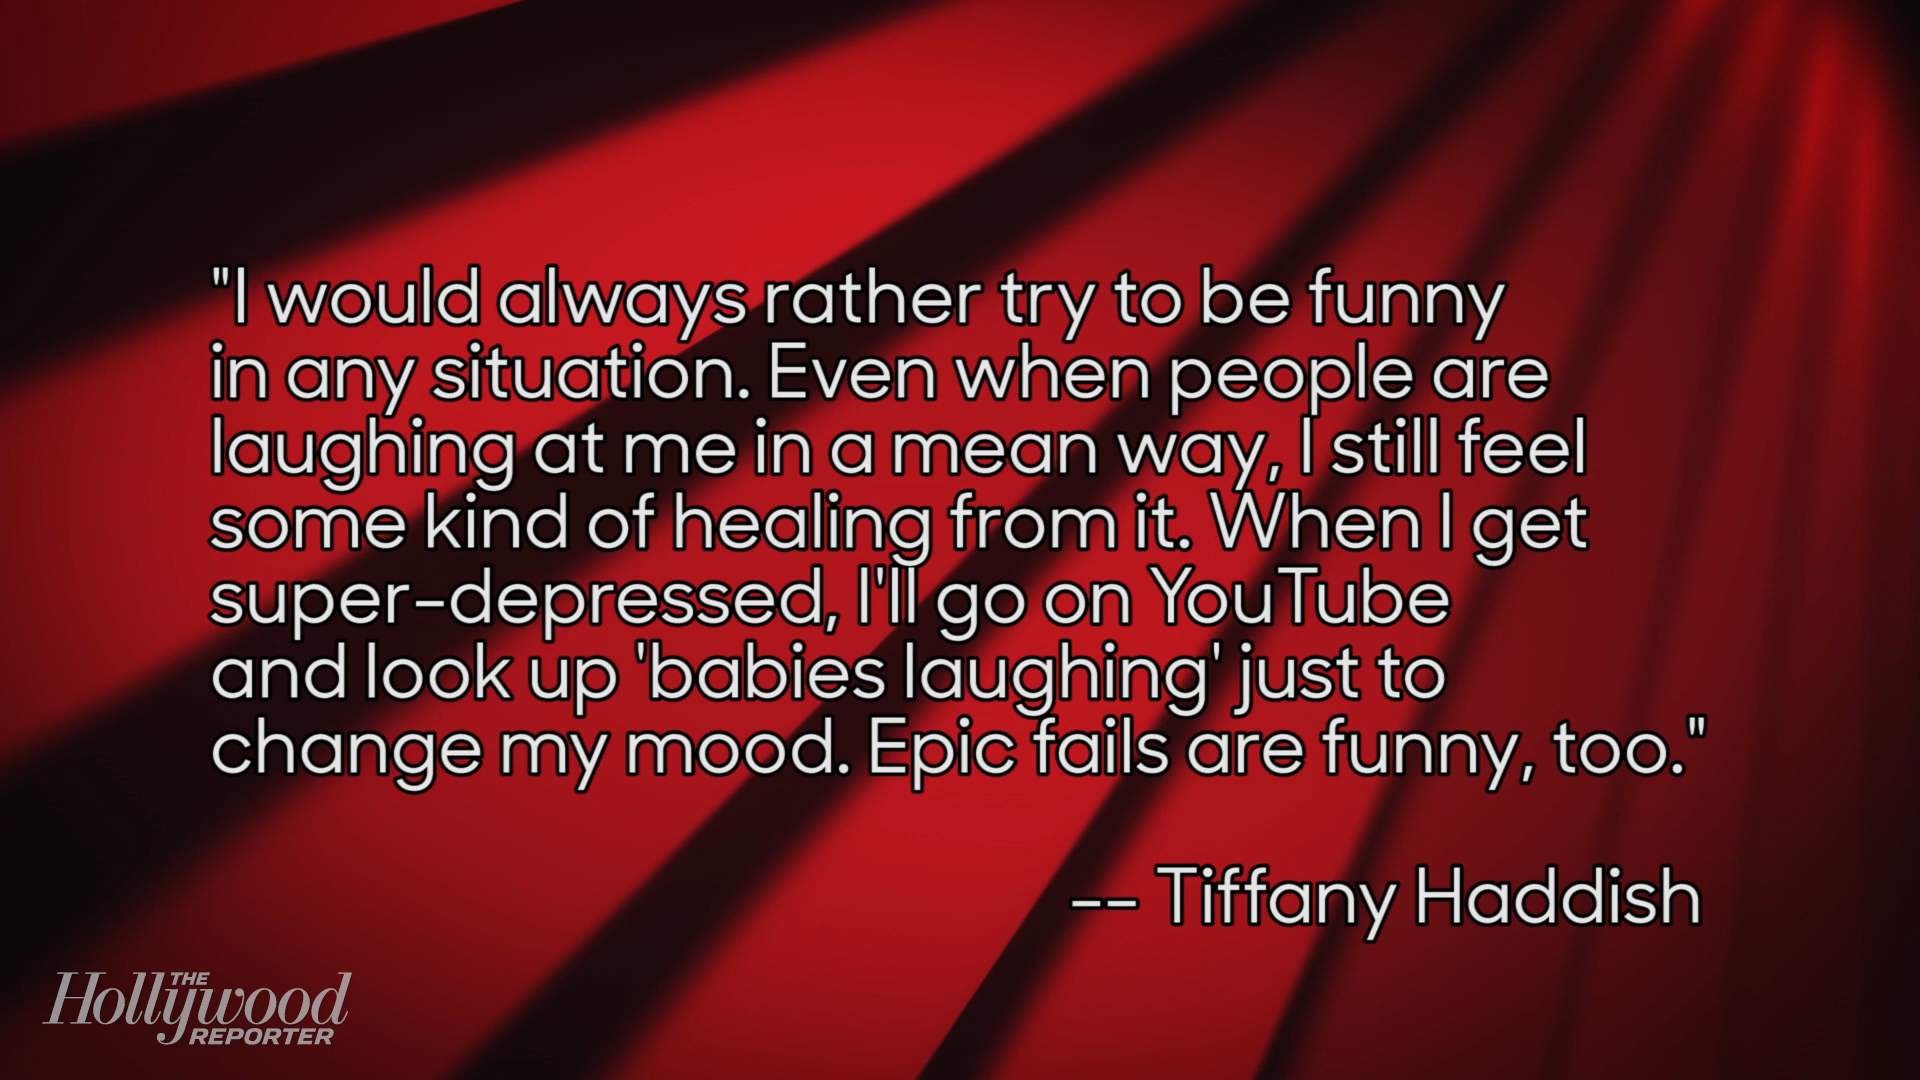 "I would always rather try to be funny
in any situation. Even when people are
laughing at me in a mean way, I still feel
some kind of healing from it. When I get
super-depressed, I'll go on YouTube
and look up 'babies laughing' just to
change my mood. Epic fails are funny, too."
-- Tiffany Haddish
THE
Hollywood
REPORTER